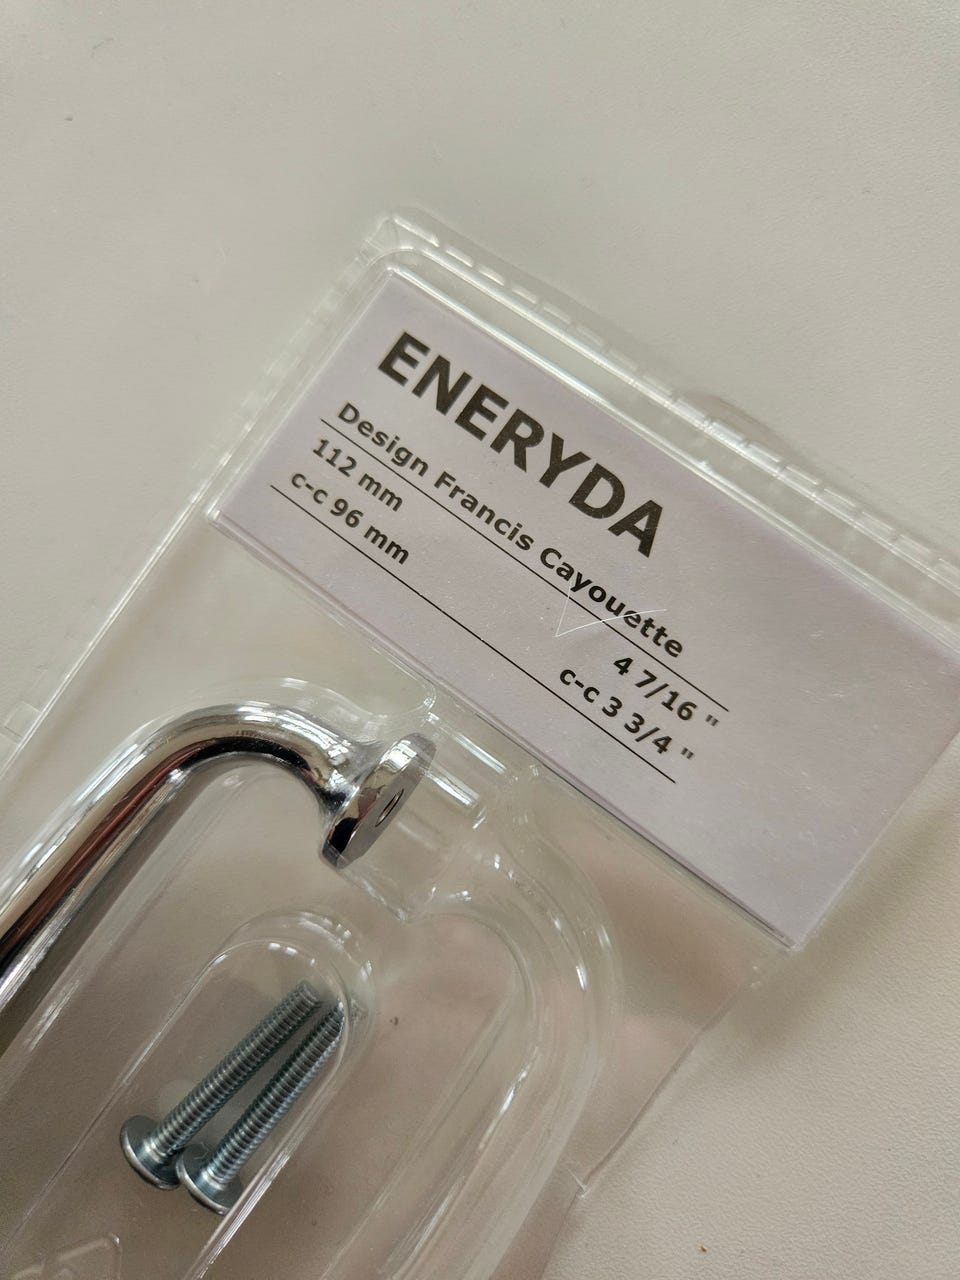 ENERYDA
Design Francis Cayouette
112 mm 4 7/16 "
c-c 96 mm c-c 3 3/4 "